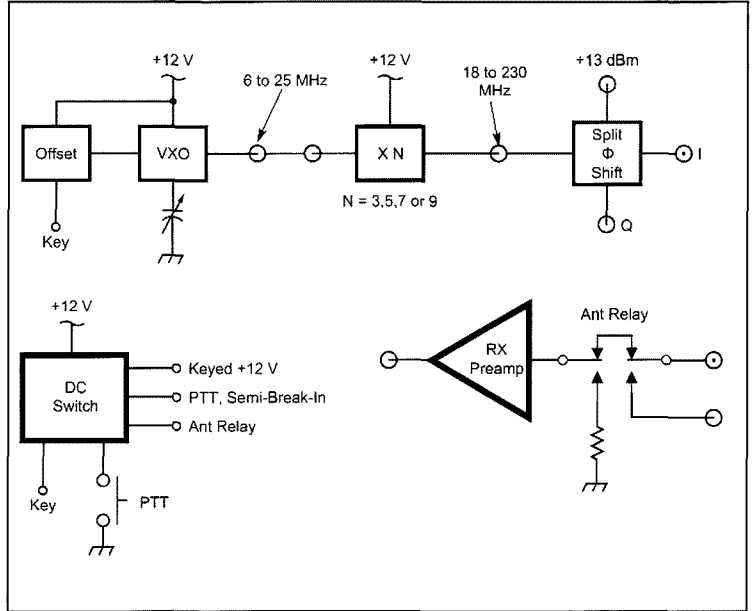 +12 V
6 to 25 MHz
+12 V
18 to 230
MHz
+13 dBm
Offset
VXO
X N
Split
Φ
Shift
I
N = 3,5,7 or 9
Key
Q
+12 V
DC
Switch
Keyed +12 V
PTT, Semi-Break-In
Ant Relay
Key
PTT
RX
Preamp
Ant Relay